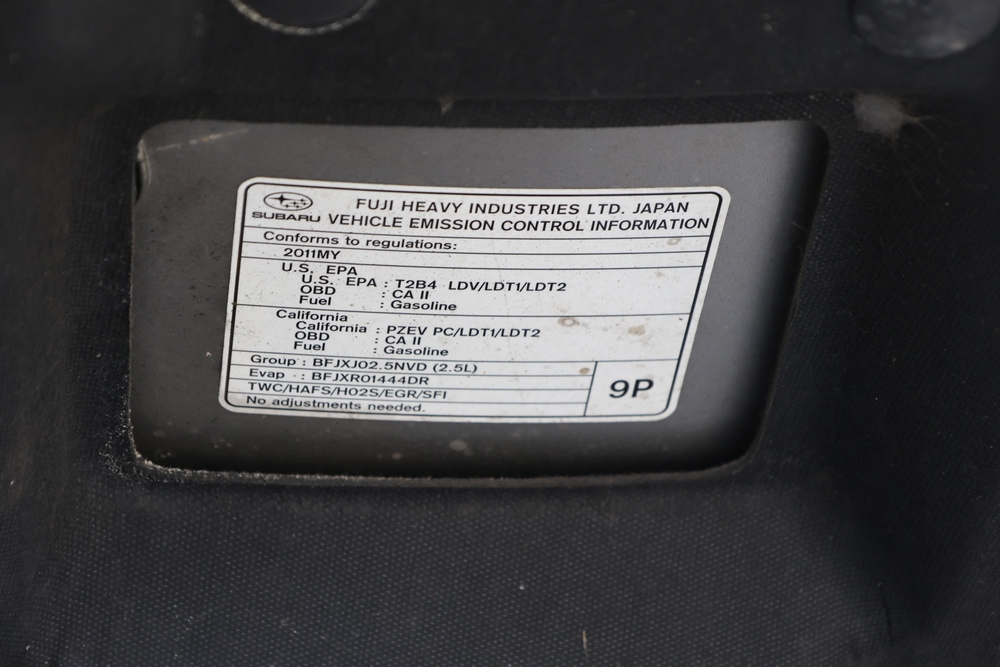 FUJI HEAVY INDUSTRIES LTD. JAPAN
SUBARU VEHICLE EMISSION CONTROL INFORMATION
Conforms to regulations:
2011MY
U.S. EPA
U.S. EPA : T2B4 LDV/LDT1/LDT2
OBD : CA II
Fuel : Gasoline
California
California : PZEV PC/LDT1/LDT2
OBD : CA II
Fuel : Gasoline
Group : BFJXJ02.5NVD (2.5L)
Evap : BFJXR01444DR
TWC/HAFS/HO2S/EGR/SFI
No adjustments needed.
9P